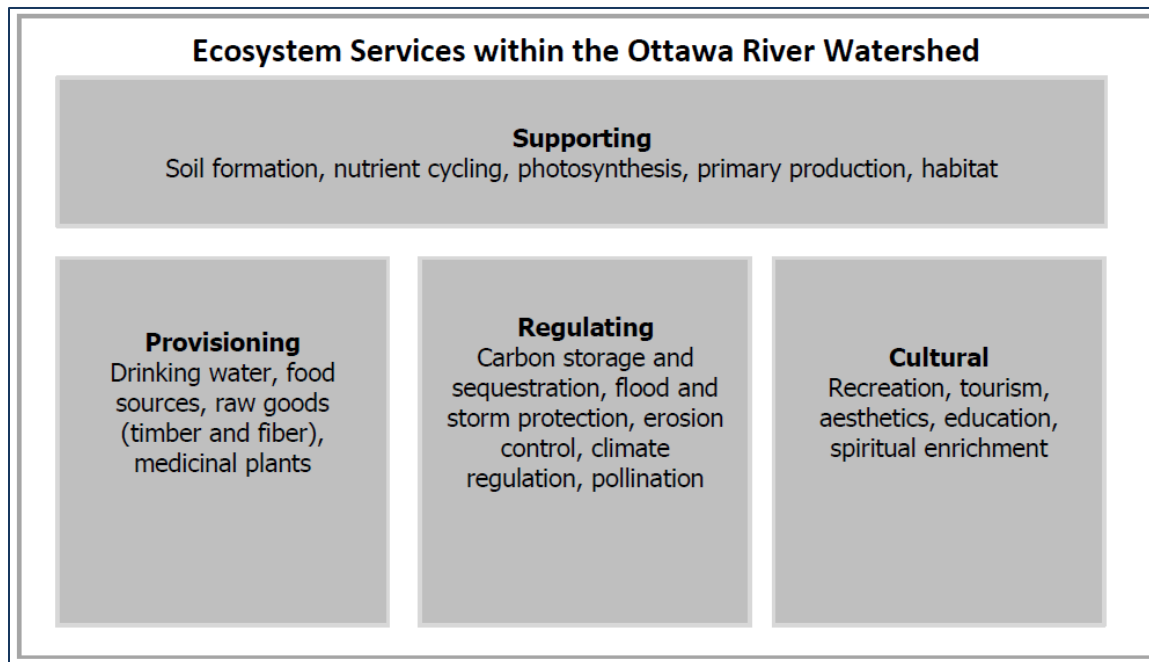 Ecosystem Services within the Ottawa River Watershed
Supporting
Soil formation, nutrient cycling, photosynthesis, primary production, habitat
Provisioning
Drinking water, food
sources, raw goods
(timber and fiber),
medicinal plants
Regulating
Carbon storage and
sequestration, flood and
storm protection, erosion
control, climate
regulation, pollination
Cultural
Recreation, tourism,
aesthetics, education,
spiritual enrichment